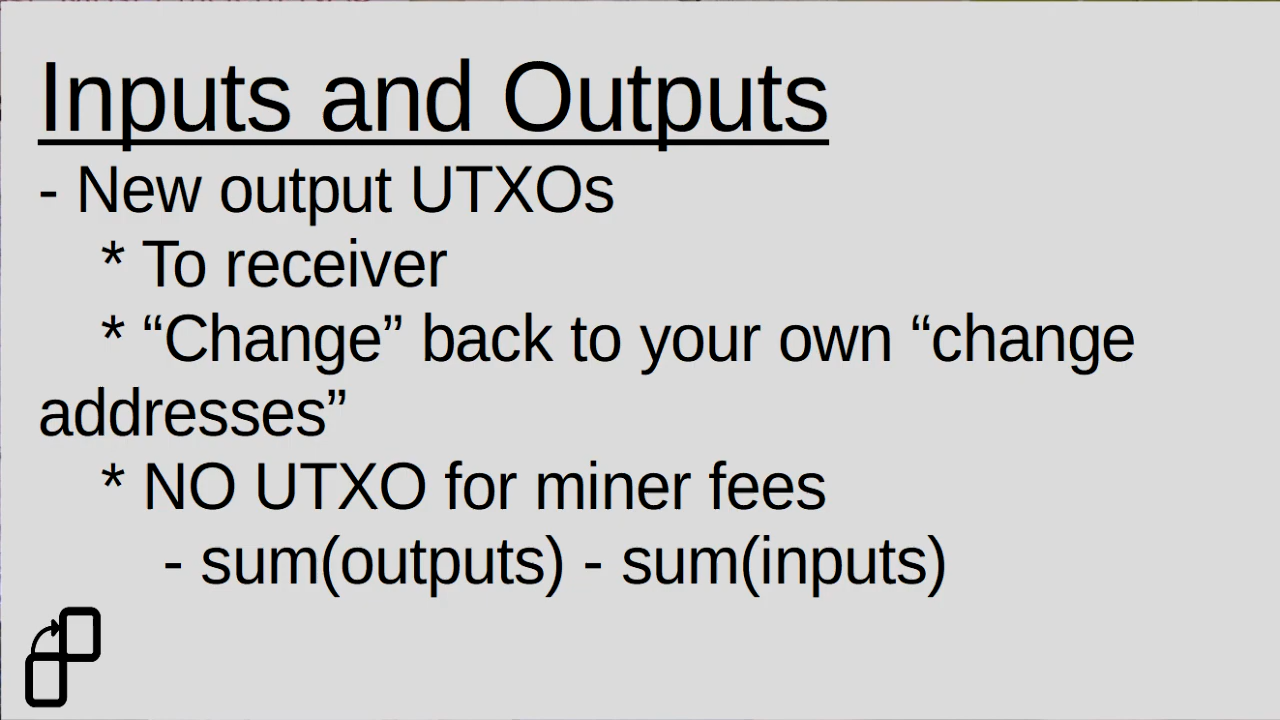 Inputs and Outputs
- New output UTXOs
* To receiver
* “Change” back to your own “change
addresses”
* NO UTXO for miner fees
- sum(outputs) - sum(inputs)